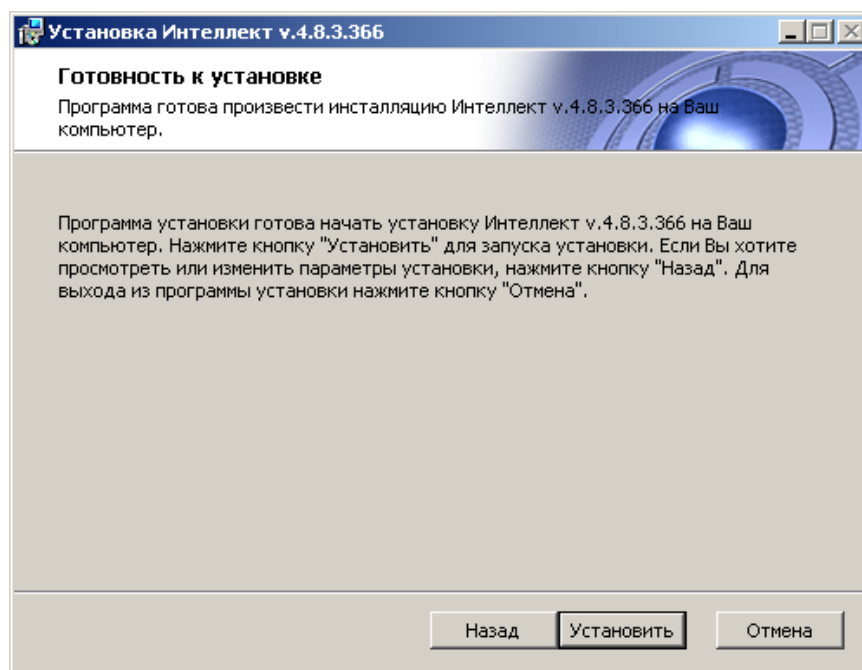 Установка Интеллект v.4.8.3.366
Готовность к установке
Программа готова произвести инсталляцию Интеллект v.4.8.3.366 на Ваш
компьютер.
Программа установки готова начать установку Интеллект v.4.8.3.366 на Ваш
компьютер. Нажмите кнопку "Установить" для запуска установки. Если Вы хотите
просмотреть или изменить параметры установки, нажмите кнопку "Назад". Для
выхода из программы установки нажмите кнопку "Отмена".
Назад Установить Отмена